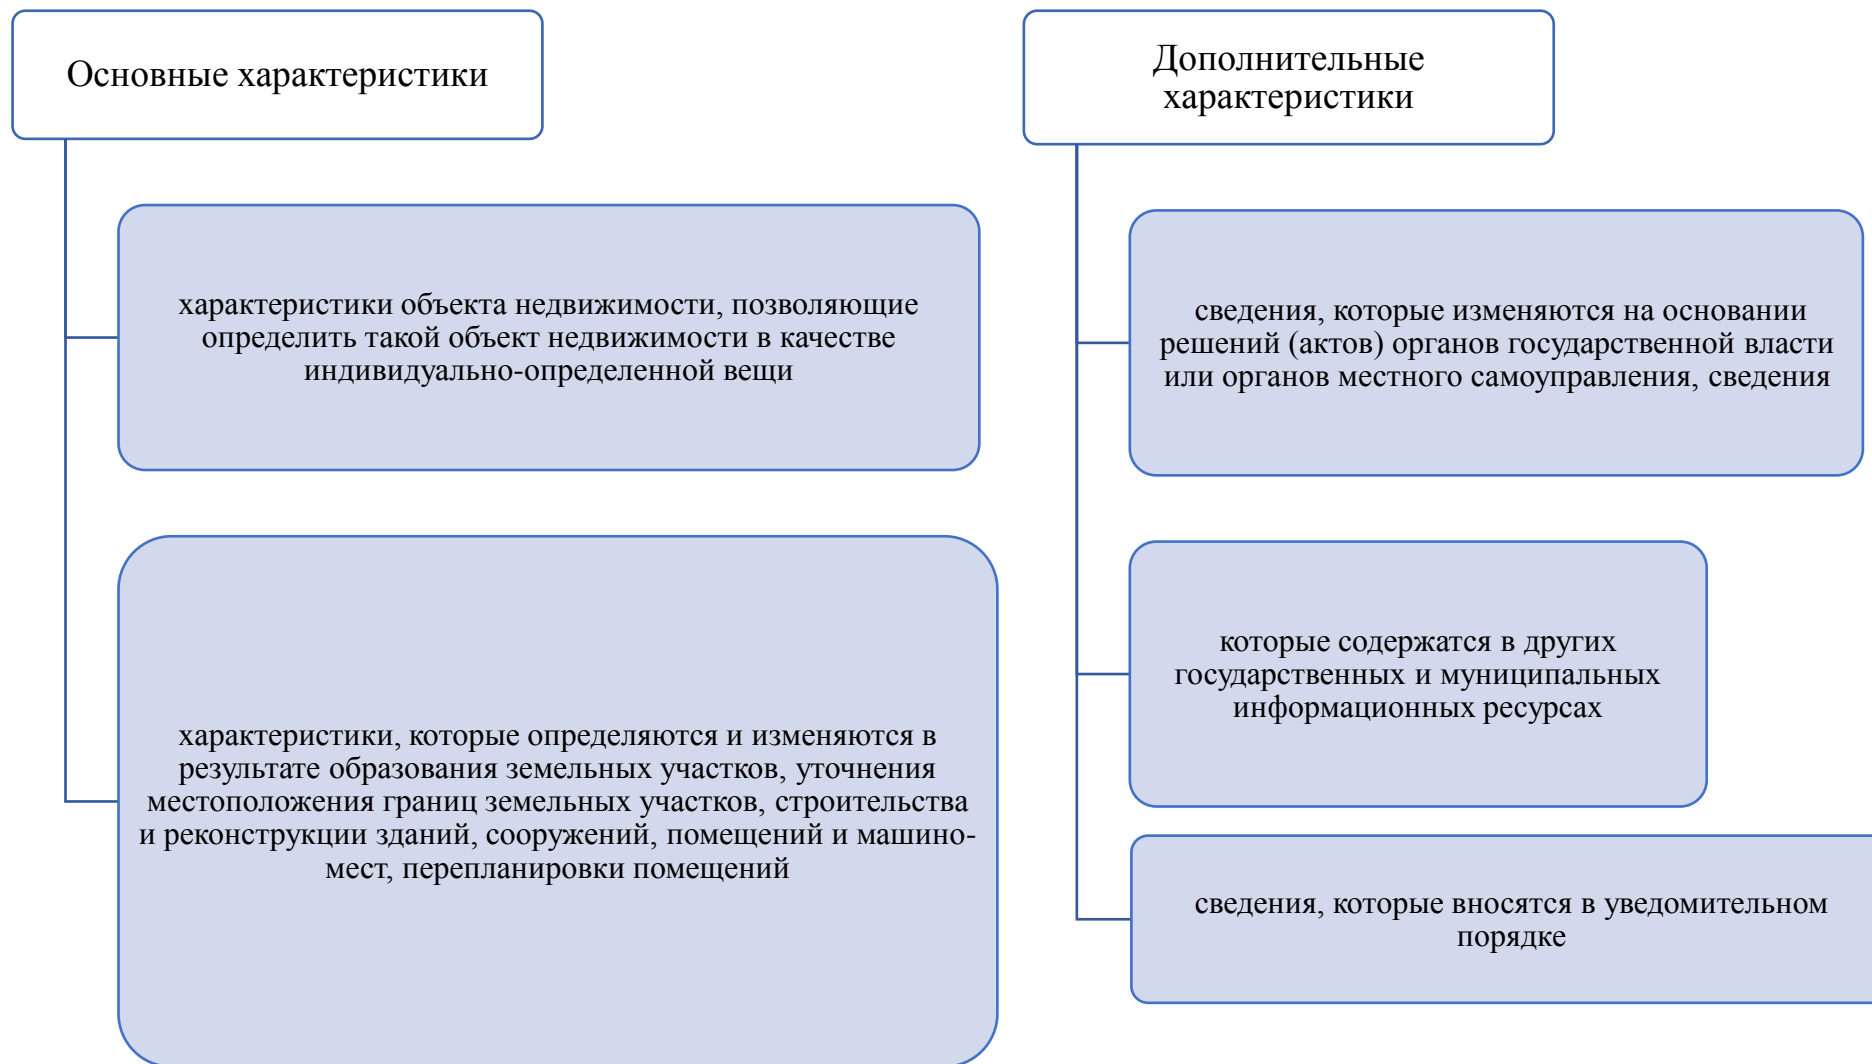 Основные характеристики
характеристики объекта недвижимости, позволяющие
определить такой объект недвижимости в качестве
индивидуально-определенной вещи
характеристики, которые определяются и изменяются в
результате образования земельных участков, уточнения
местоположения границ земельных участков, строительства
и реконструкции зданий, сооружений, помещений и машино-
мест, перепланировки помещений
Дополнительные
характеристики
сведения, которые изменяются на основании
решений (актов) органов государственной власти
или органов местного самоуправления, сведения
которые содержатся в других
государственных и муниципальных
информационных ресурсах
сведения, которые вносятся в уведомительном
порядке